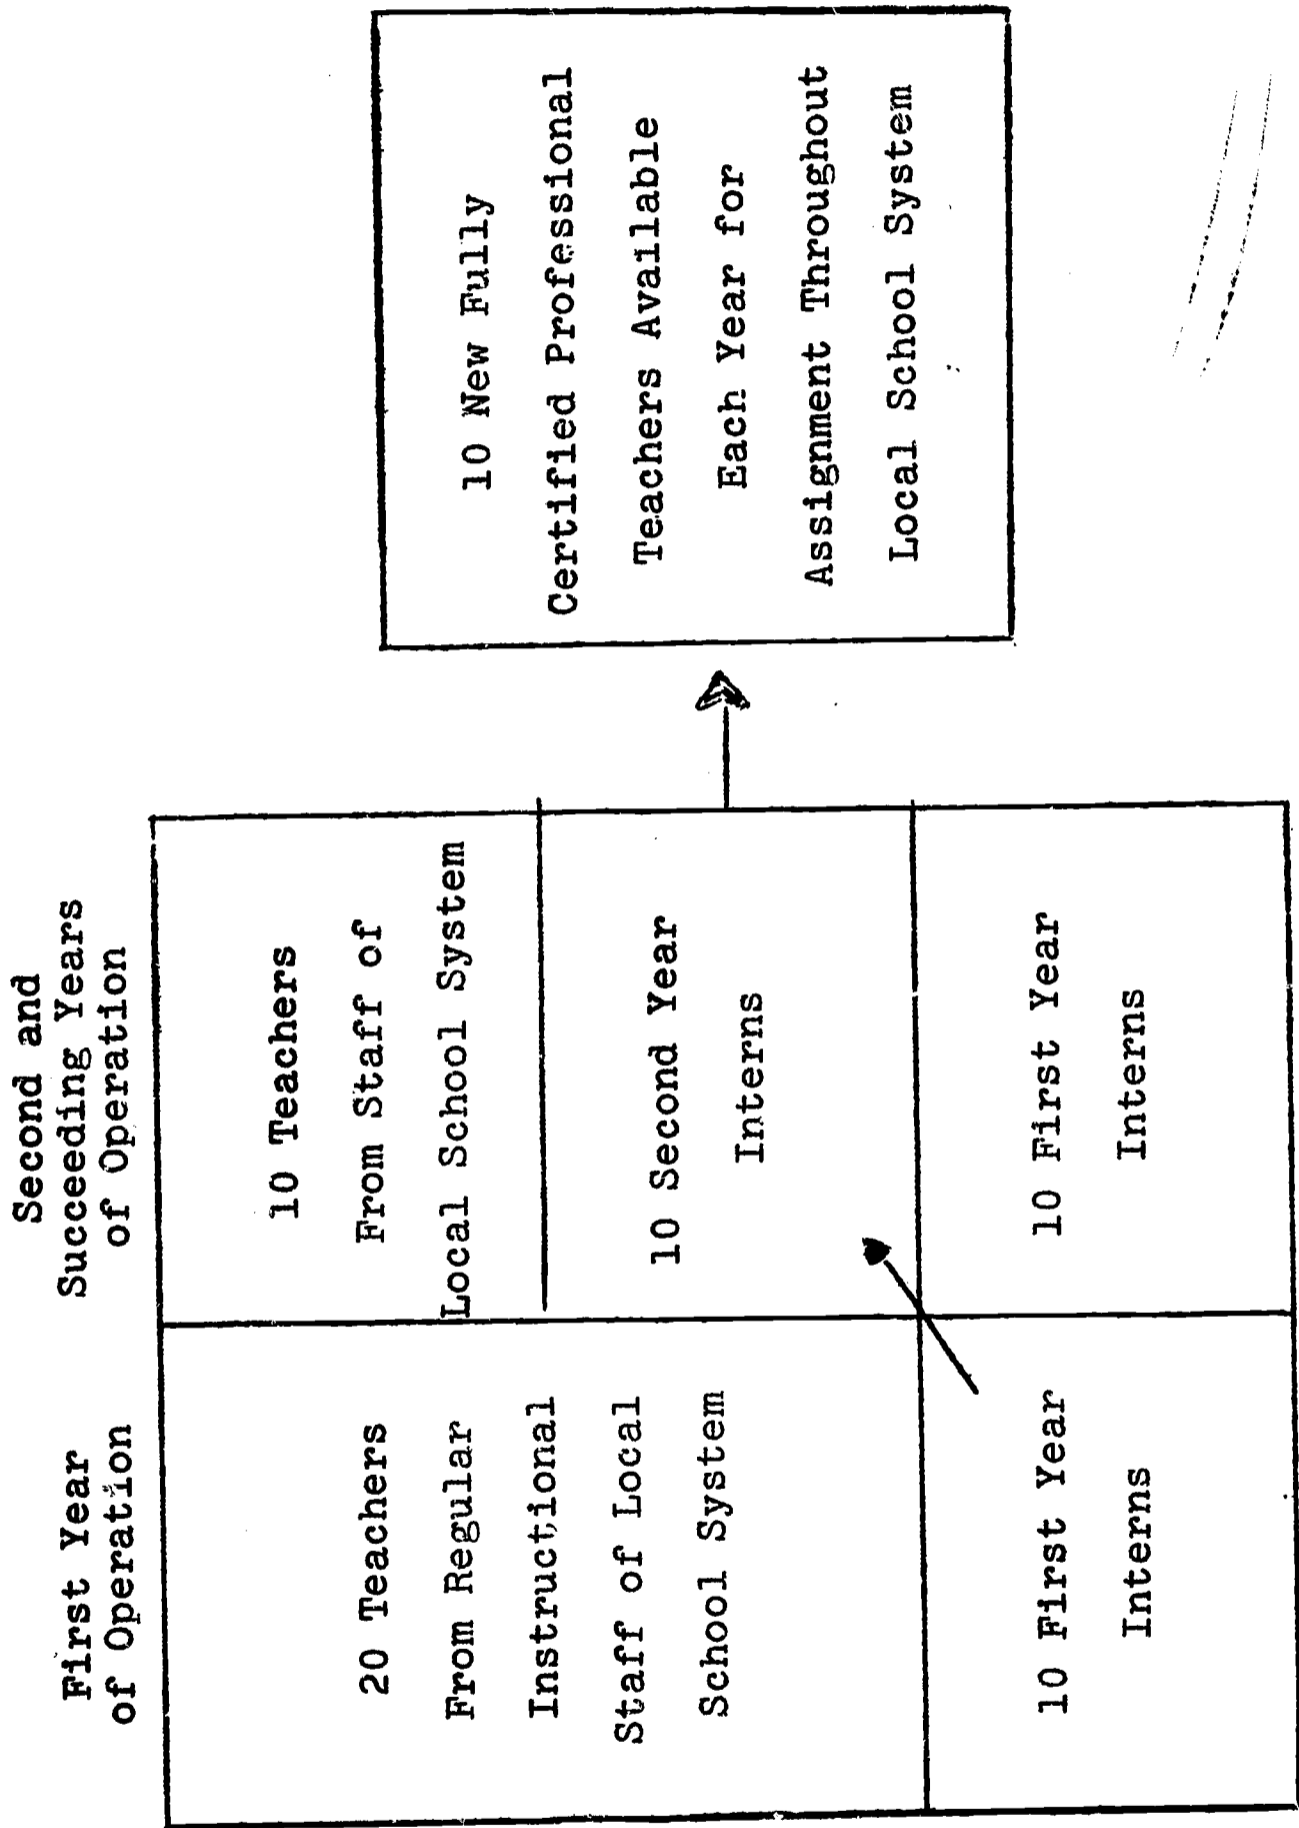 First Year
of Operation
Second and
Succeeding Years
of Operation
20 Teachers
From Regular
Instructional
Staff of Local
School System
10 First Year
Interns
10 Teachers
From Staff of
Local School System
10 Second Year
Interns
10 First Year
Interns
10 New Fully
Certified Professional
Teachers Available
Each Year for
Assignment Throughout
Local School System